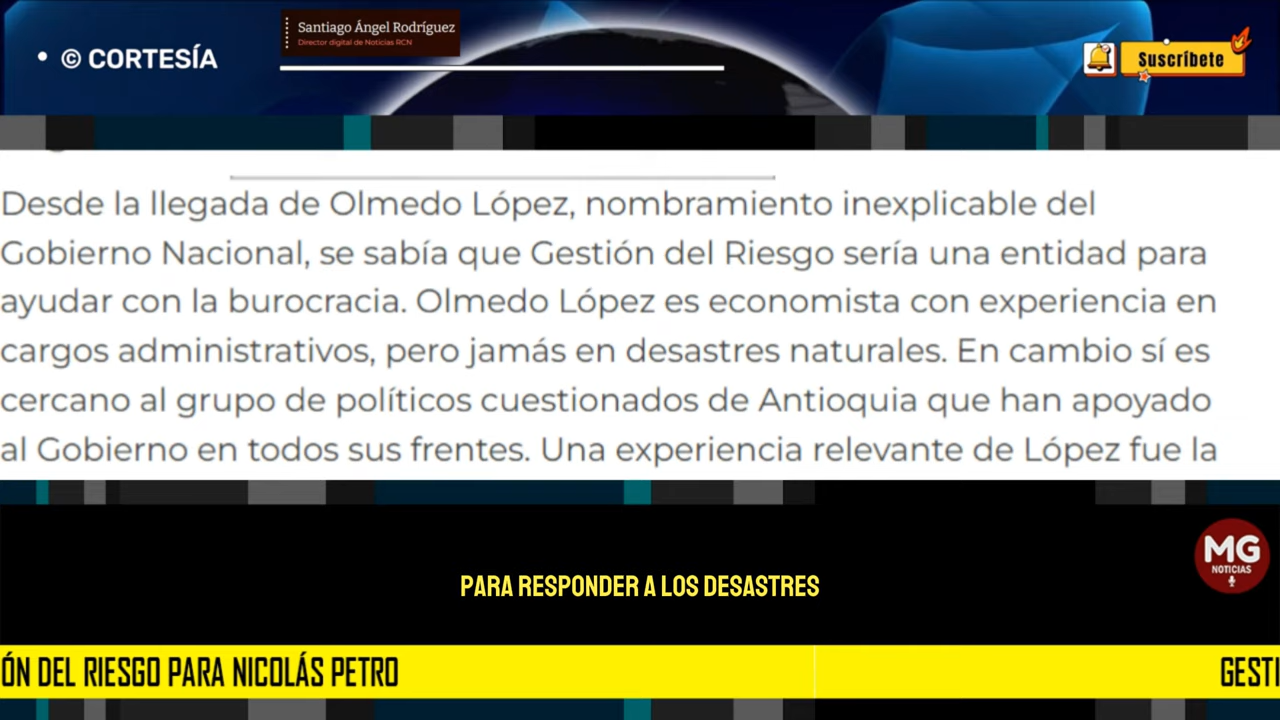 • © CORTESÍA
Santiago Ángel Rodríguez
Director digital de Noticias RCN
Suscríbete
Desde la llegada de Olmedo López, nombramiento inexplicable del
Gobierno Nacional, se sabía que Gestión del Riesgo sería una entidad para
ayudar con la burocracia. Olmedo López es economista con experiencia en
cargos administrativos, pero jamás en desastres naturales. En cambio sí es
cercano al grupo de políticos cuestionados de Antioquia que han apoyado
al Gobierno en todos sus frentes. Una experiencia relevante de López fue la
MG
NOTICIAS
PARA RESPONDER A LOS DESASTRES
ÓN DEL RIESGO PARA NICOLÁS PETRO
GESTI